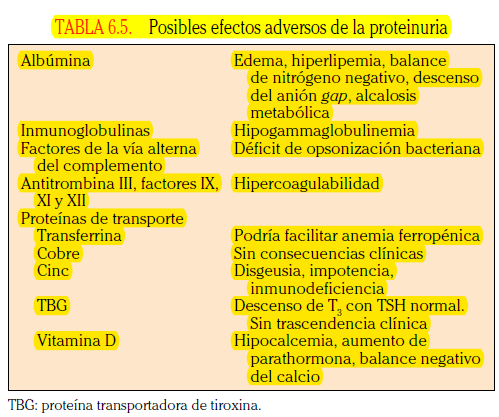 TABLA 6.5. Posibles efectos adversos de la proteinuria
Albúmina
Edema, hiperlipemia, balance
de nitrógeno negativo, descenso
del anión gap, alcalosis
metabólica
Inmunoglobulinas
Hipogammaglobulinemia
Factores de la vía alterna
del complemento
Déficit de opsonización bacteriana
Antitrombina III, factores IX,
XI y XII
Hipercoagulabilidad
Proteínas de transporte
Transferrina
Podría facilitar anemia ferropénica
Cobre
Sin consecuencias clínicas
Cinc
Disgeusia, impotencia,
inmunodeficiencia
TBG
Descenso de T3 con TSH normal.
Sin trascendencia clínica
Vitamina D
Hipocalcemia, aumento de
parathormona, balance negativo
del calcio
TBG: proteína transportadora de tiroxina.